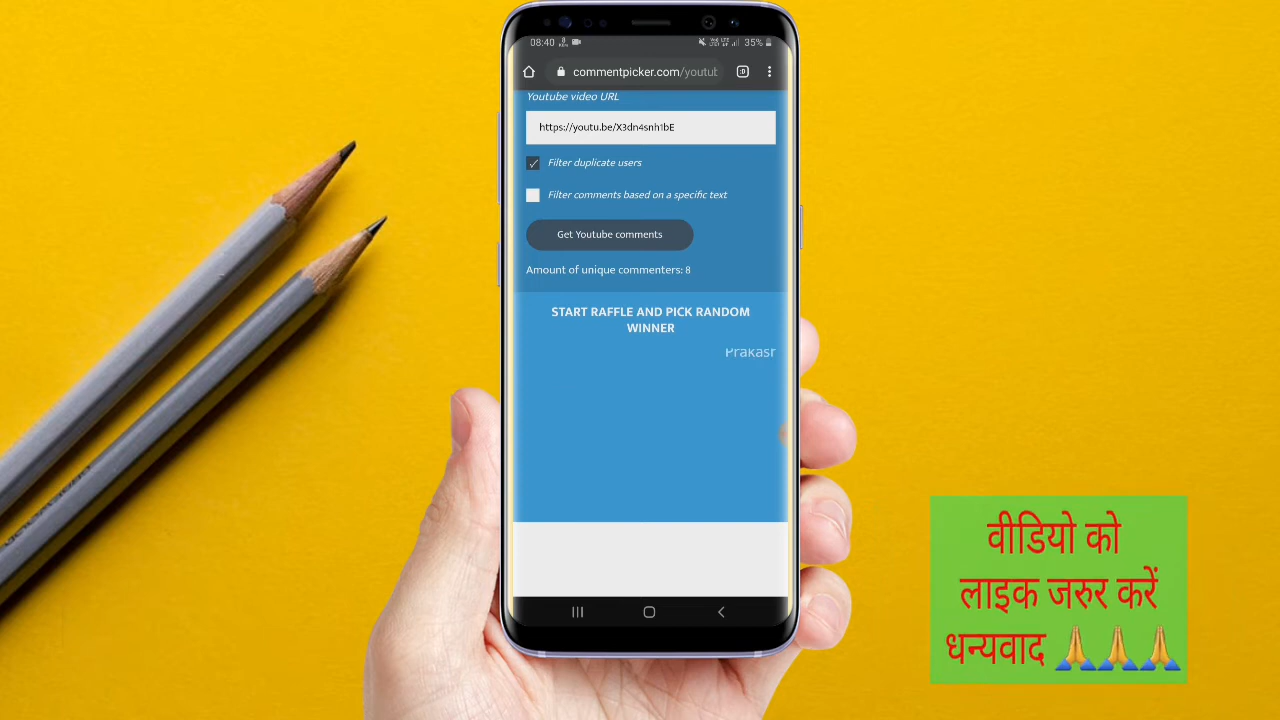 08:40
35%
commentpicker.com/youtut
Youtube video URL
https://youtu.be/X3dn4snh1bE
Filter duplicate users
Filter comments based on a specific text
Get Youtube comments
Amount of unique commenters: 8
START RAFFLE AND PICK RANDOM
WINNER
वीडियो को
लाइक जरुर करें
धन्यवाद 🙏🙏🙏